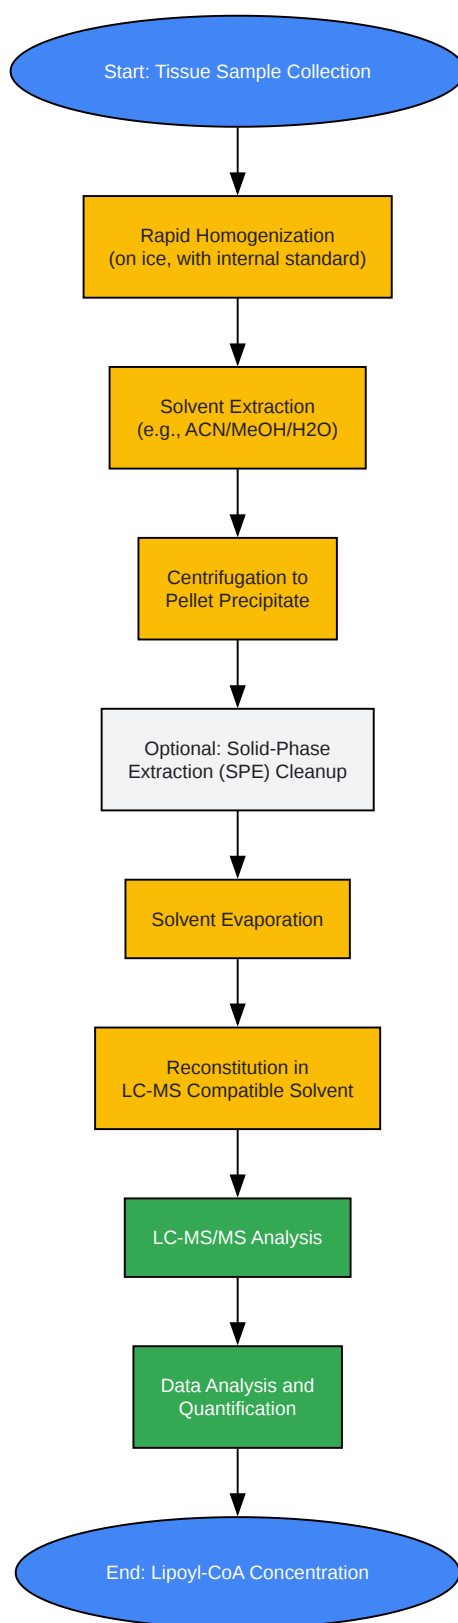 Start: Tissue Sample Collection
Rapid Homogenization
(on ice, with internal standard)
Solvent Extraction
(e.g., ACN/MeOH/H2O)
Centrifugation to
Pellet Precipitate
Optional: Solid-Phase
Extraction (SPE) Cleanup
Solvent Evaporation
Reconstitution in
LC-MS Compatible Solvent
LC-MS/MS Analysis
Data Analysis and
Quantification
End: Lipoyl-CoA Concentration